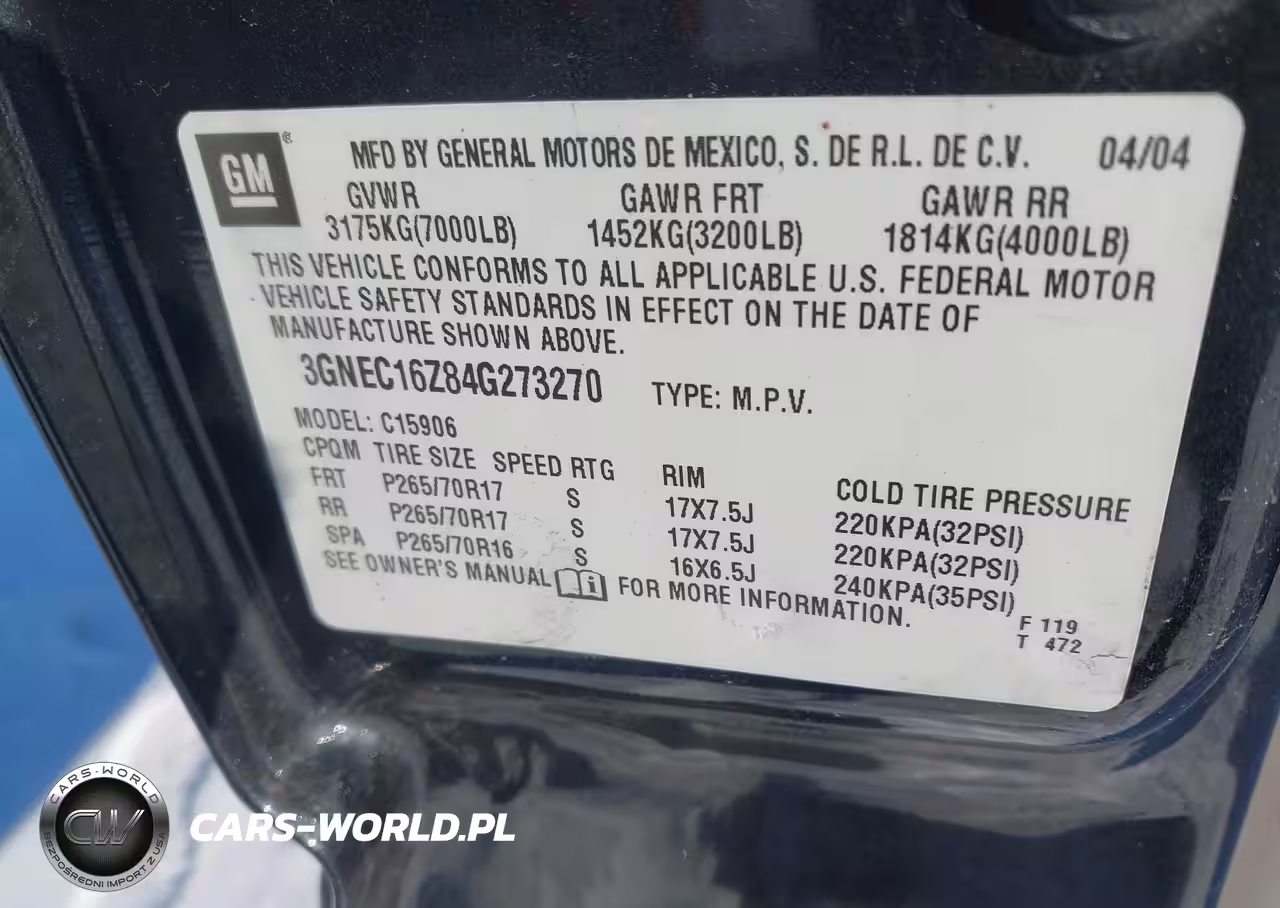 GM®
MFD BY GENERAL MOTORS DE MEXICO, S. DE R.L. DE C.V. 04/04
GVWR GAWR FRT GAWR RR
3175KG(7000LB) 1452KG(3200LB) 1814KG(4000LB)
THIS VEHICLE CONFORMS TO ALL APPLICABLE U.S. FEDERAL MOTOR
VEHICLE SAFETY STANDARDS IN EFFECT ON THE DATE OF
MANUFACTURE SHOWN ABOVE.
3GNEC16Z84G273270 TYPE: M.P.V.
MODEL: C15906
CPQM TIRE SIZE SPEED RTG RIM COLD TIRE PRESSURE
FRT P265/70R17 S 17X7.5J 220KPA(32PSI)
RR P265/70R17 S 17X7.5J 220KPA(32PSI)
SPA P265/70R16 S 16X6.5J 240KPA(35PSI)
SEE OWNER'S MANUAL FOR MORE INFORMATION.
F 119
T 472
CARS-WORLD
CW
BEZPOŚREDNI IMPORT Z USA
CARS-WORLD.PL